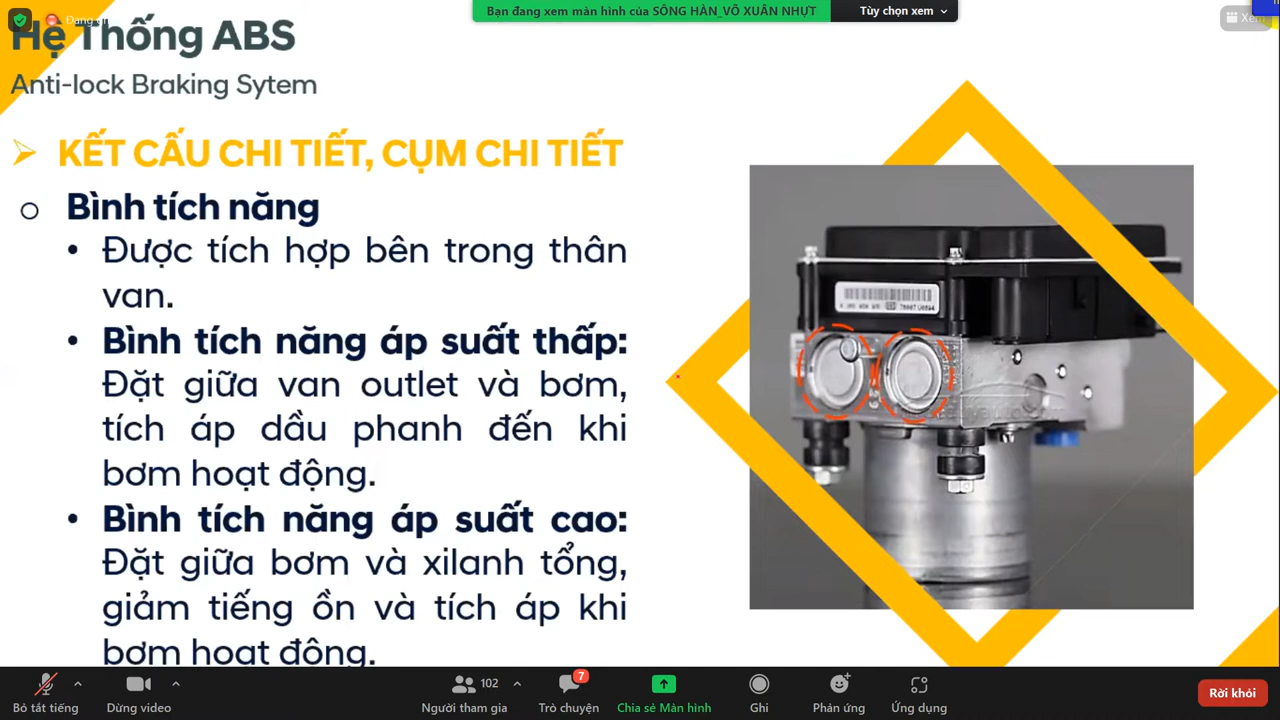 Bạn đang xem màn hình của SÔNG HÀN_VÕ XUÂN NHỰT
Tùy chọn xem
Hệ Thống ABS
Anti-lock Braking Sytem
KẾT CẤU CHI TIẾT, CỤM CHI TIẾT
Bình tích năng
• Được tích hợp bên trong thân
van.
• Bình tích năng áp suất thấp:
Đặt giữa van outlet và bơm,
tích áp dầu phanh đến khi
bơm hoạt động.
• Bình tích năng áp suất cao:
Đặt giữa bơm và xilanh tổng,
giảm tiếng ồn và tích áp khi
bơm hoạt động.
Bỏ tắt tiếng
Dừng video
102
Người tham gia
7
Trò chuyện
Chia sẻ Màn hình
Ghi
Phản ứng
Ứng dụng
Rời khỏi